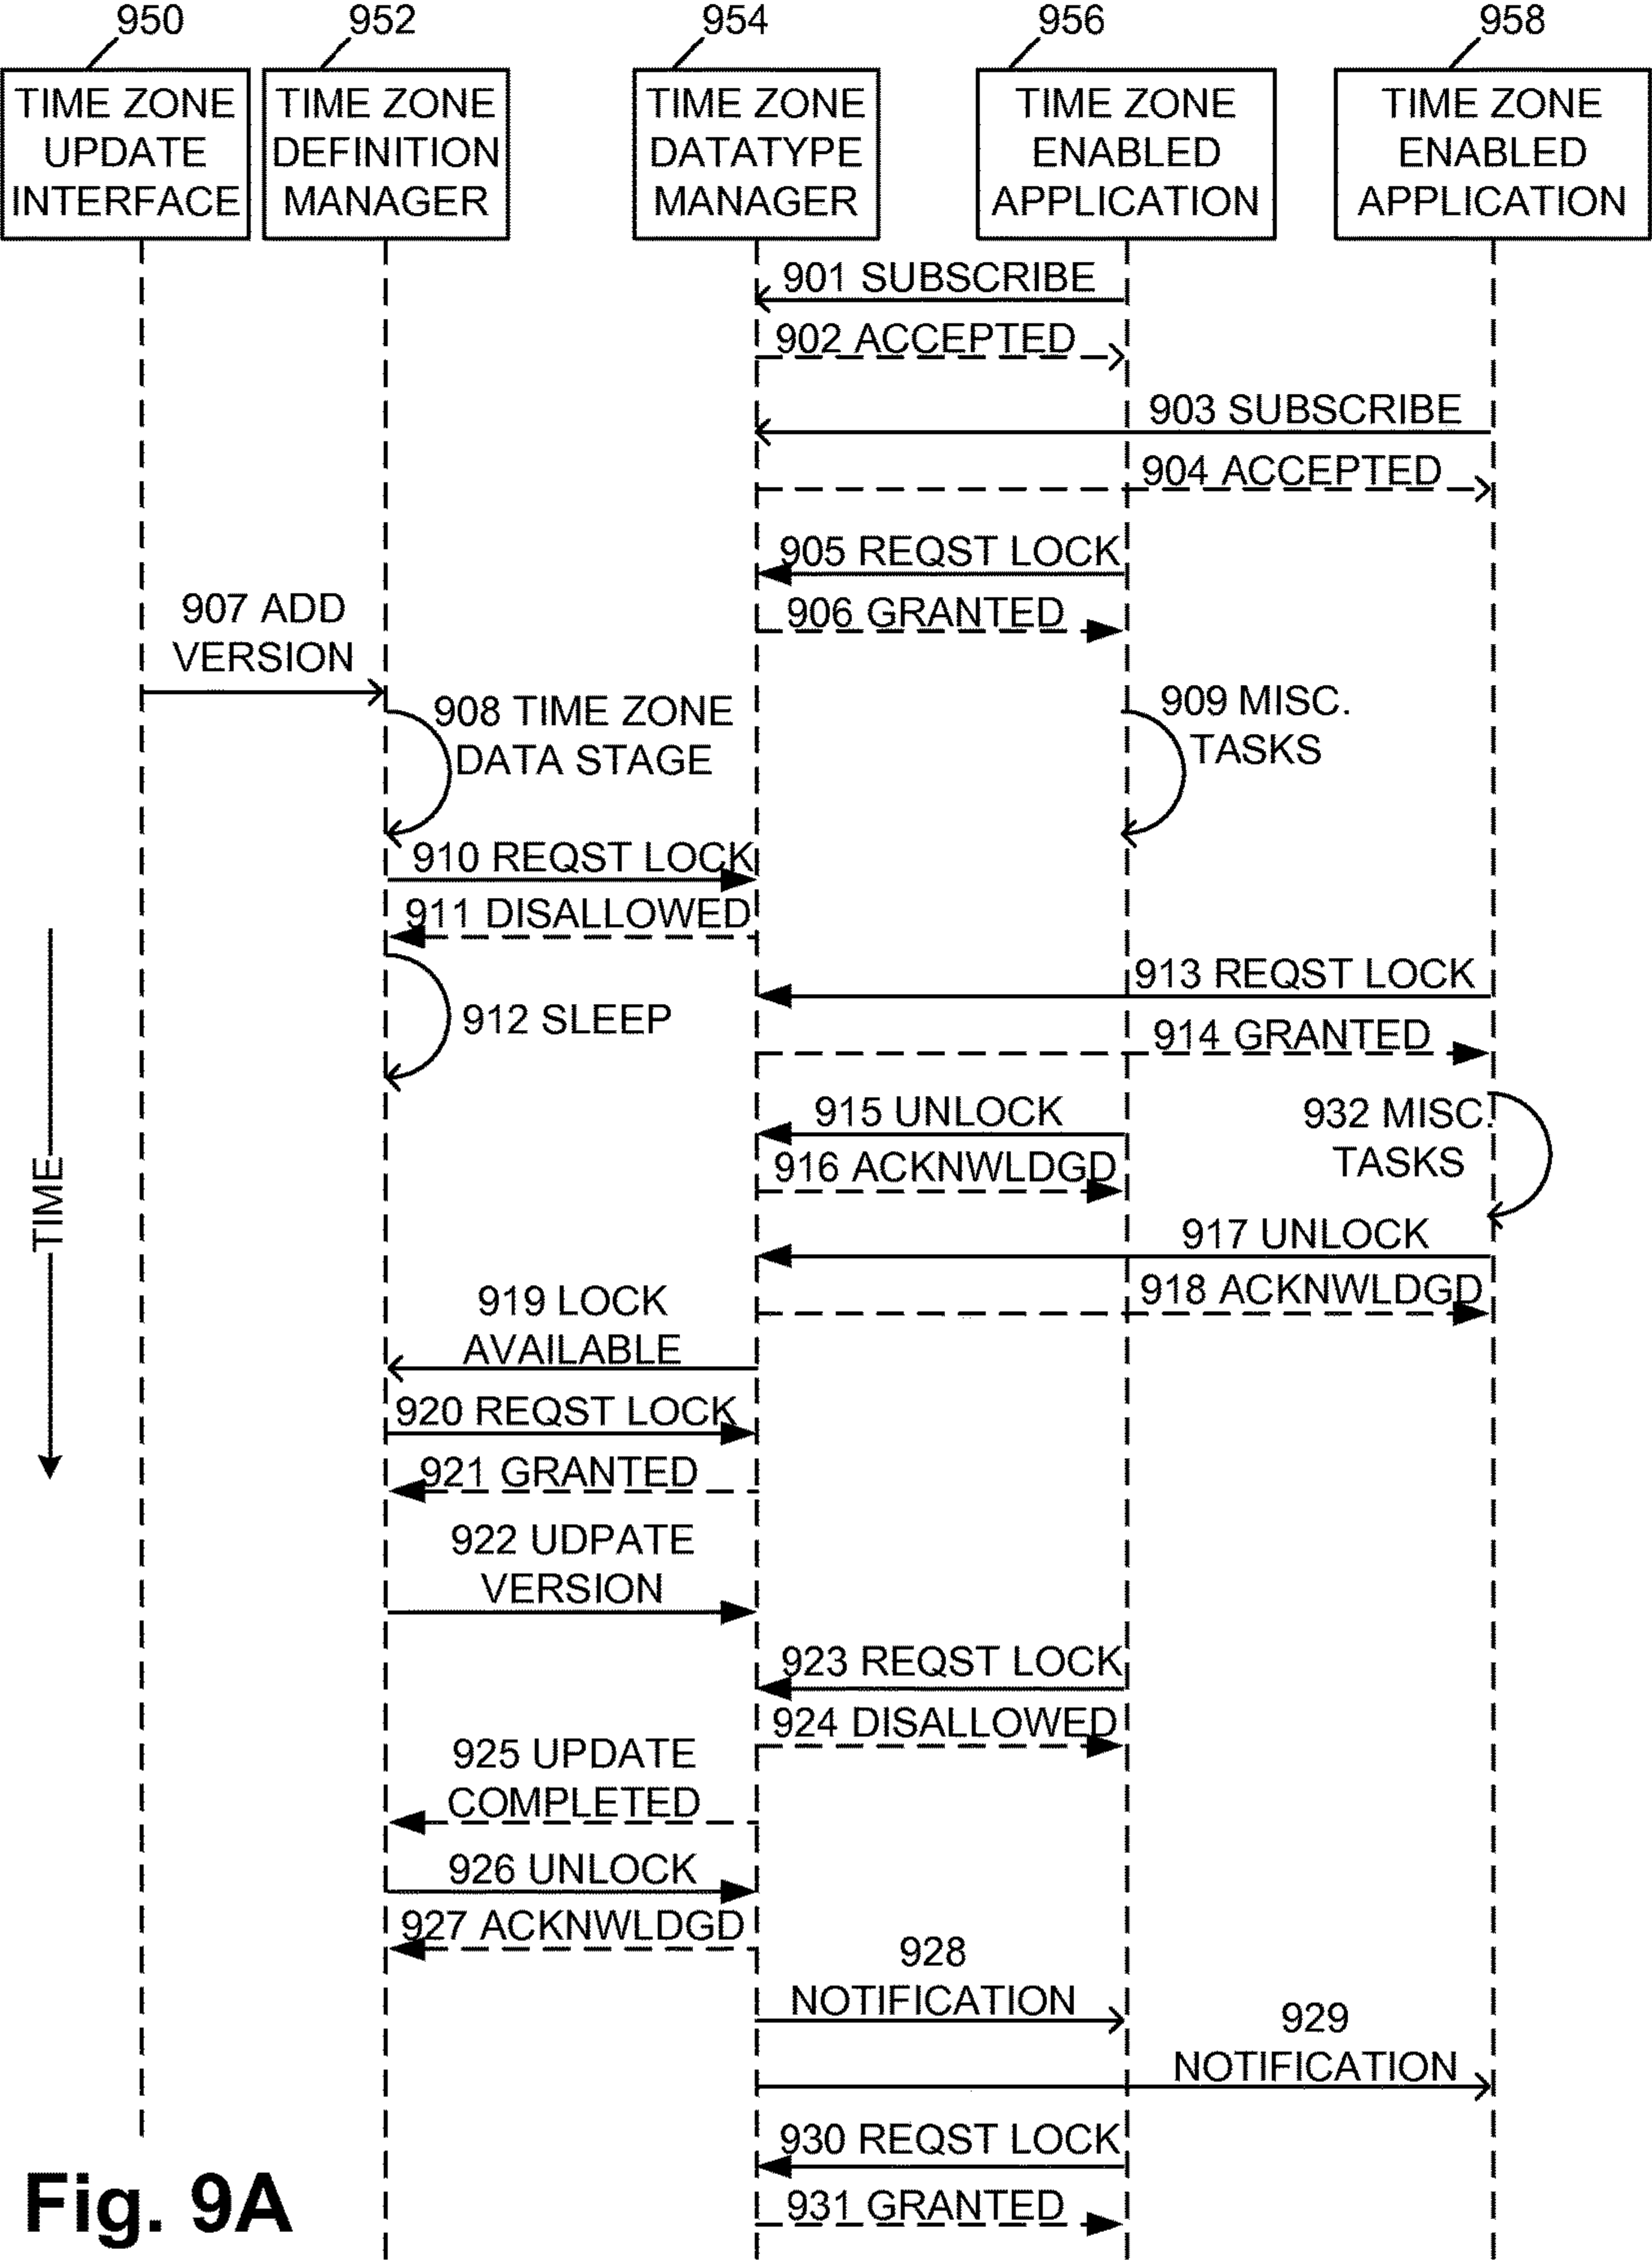 950
952
954
956
958
TIME ZONE
UPDATE
INTERFACE
TIME ZONE
DEFINITION
MANAGER
TIME ZONE
DATATYPE
MANAGER
TIME ZONE
ENABLED
APPLICATION
TIME ZONE
ENABLED
APPLICATION
901 SUBSCRIBE
902 ACCEPTED
903 SUBSCRIBE
904 ACCEPTED
905 REQST LOCK
906 GRANTED
907 ADD
VERSION
908 TIME ZONE
DATA STAGE
909 MISC.
TASKS
910 REQST LOCK
911 DISALLOWED
912 SLEEP
913 REQST LOCK
914 GRANTED
915 UNLOCK
916 ACKNWLDGD
932 MISC.
TASKS
TIME
917 UNLOCK
918 ACKNWLDGD
919 LOCK
AVAILABLE
920 REQST LOCK
921 GRANTED
922 UDPATE
VERSION
923 REQST LOCK
924 DISALLOWED
925 UPDATE
COMPLETED
926 UNLOCK
927 ACKNWLDGD
928
NOTIFICATION
929
NOTIFICATION
930 REQST LOCK
931 GRANTED
Fig. 9A